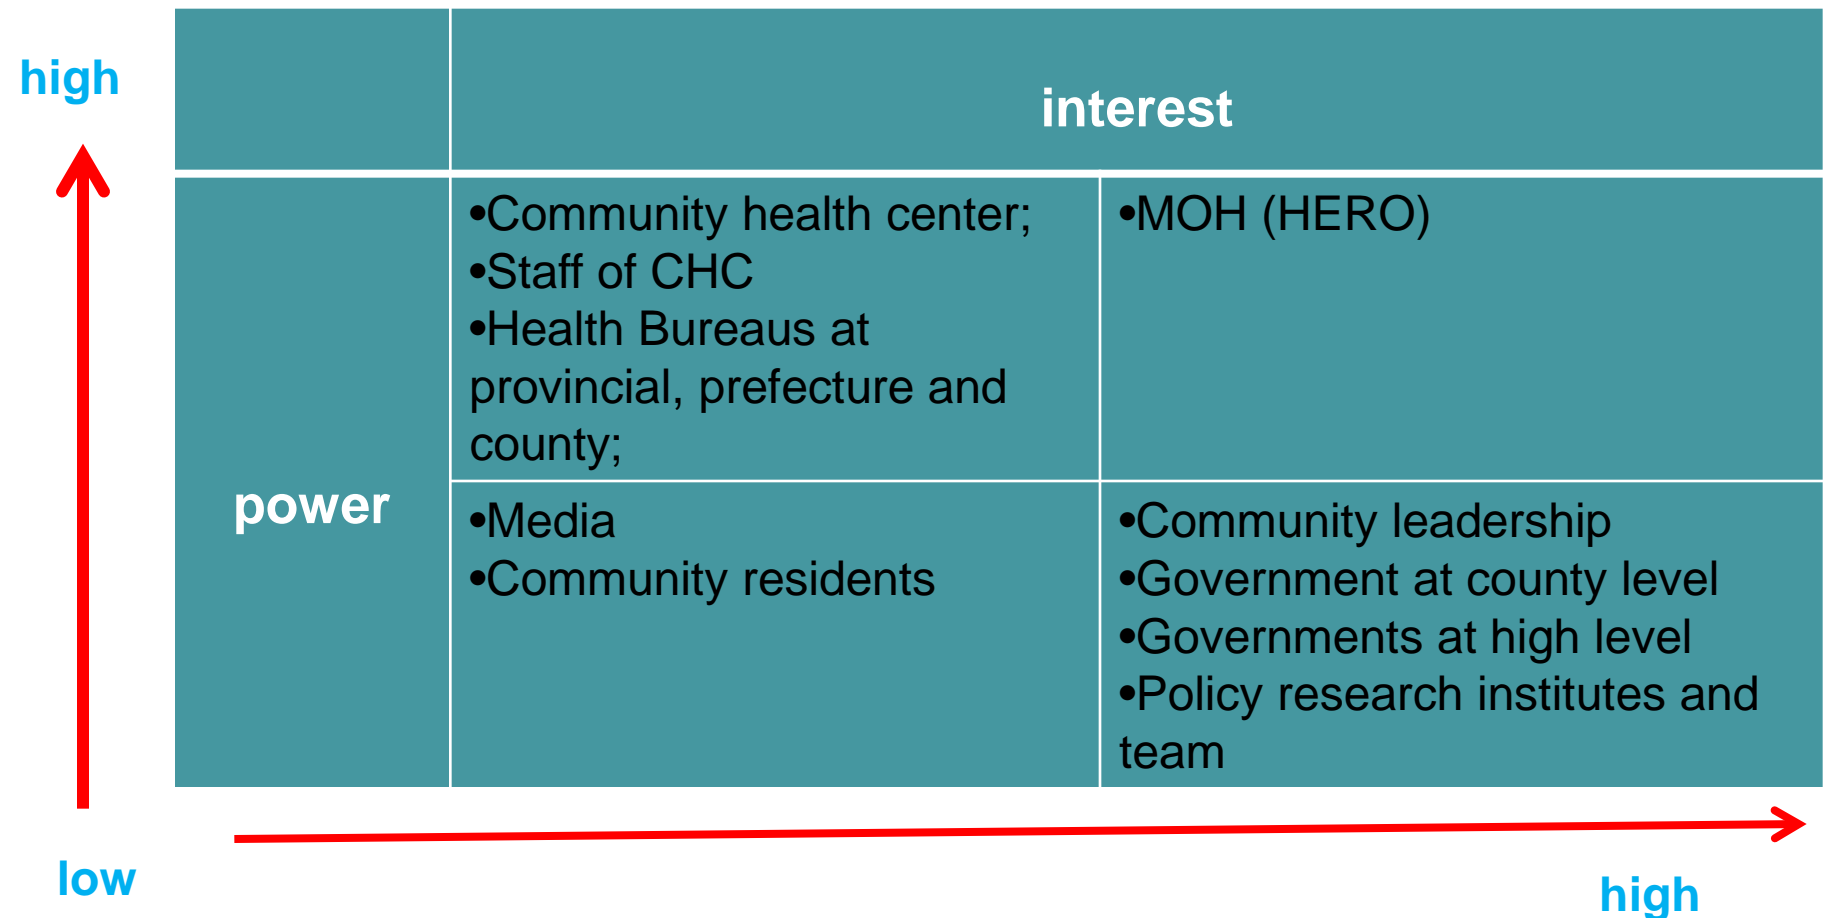 high
interest
•Community health center;
•Staff of CHC
•Health Bureaus at
provincial, prefecture and
county;
•MOH (HERO)
power
•Media
•Community residents
•Community leadership
•Government at county level
•Governments at high level
•Policy research institutes and
team
low
high